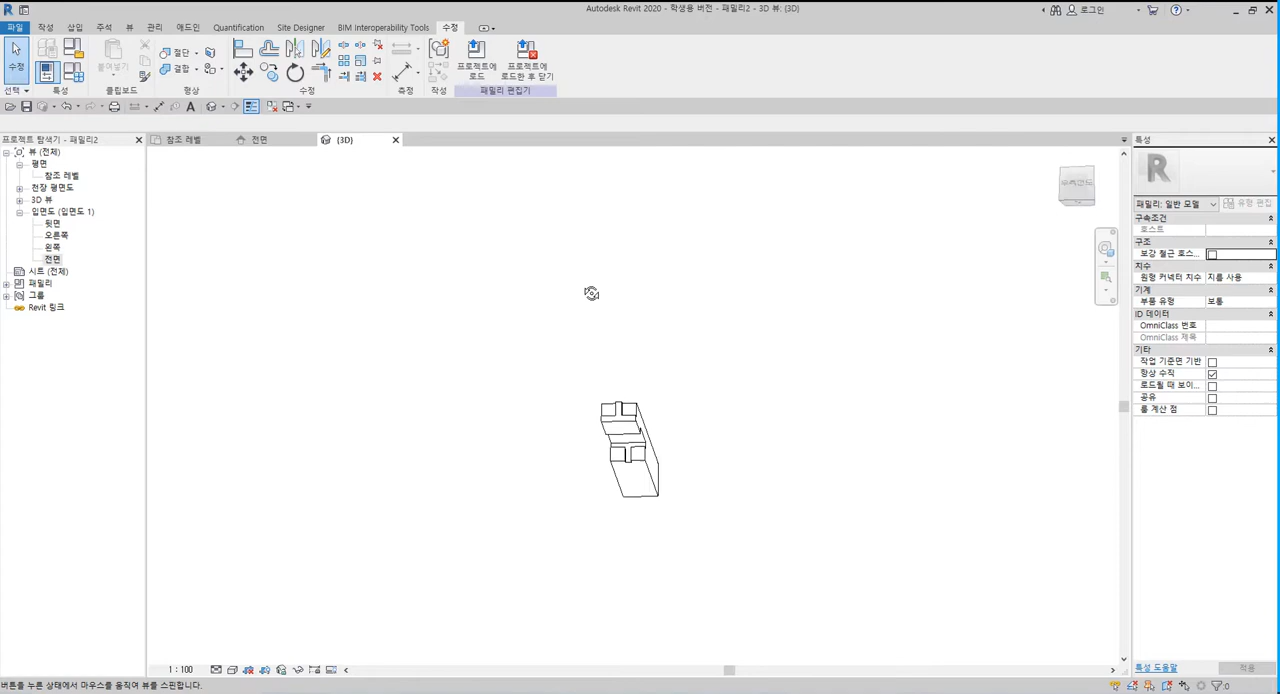 Autodesk Revit 2020 - 학생용 버전 - 패밀리2 - 3D 뷰: {3D}
로그인
파일 작성 삽입 주석 뷰 관리 애드인 Quantification Site Designer BIM Interoperability Tools 수정
수정
붙여넣기
절단
결합
프로젝트에 로드
프로젝트에 로드한 후 닫기
선택 특성 클립보드 형상 수정 측정 작성 패밀리 편집기
프로젝트 탐색기 - 패밀리2
참조 레벨 전면 {3D}
뷰 (전체)
평면
참조 레벨
천장 평면도
3D 뷰
입면도 (입면도 1)
뒷면
오른쪽
왼쪽
전면
시트 (전체)
패밀리
그룹
Revit 링크
특성
패밀리: 일반 모델 유형 편집
구속조건
호스트
구조
보강 철근 호스...
치수
원형 커넥터 치수 지름 사용
기계
부품 유형 보통
ID 데이터
OmniClass 번호
OmniClass 제목
기타
작업 기준면 기반
항상 수직
로드될 때 보이...
공유
룸 계산 점
1 : 100
특성 도움말 적용
버튼을 누른 상태에서 마우스를 움직여 뷰를 스핀합니다.
:0